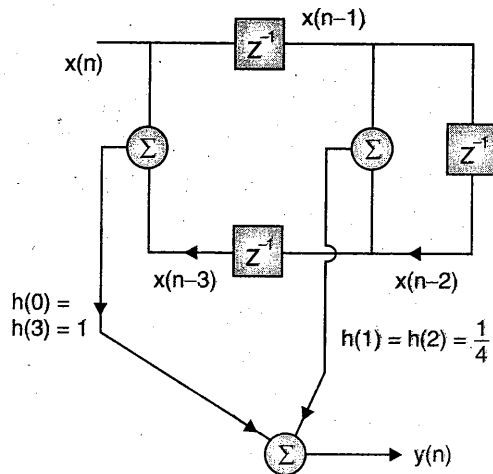 x(n–1)
x(n)
Z⁻¹
Σ
Σ
Z⁻¹
Z⁻¹
x(n–3)
x(n–2)
h(0) =
h(3) = 1
h(1) = h(2) = 1/4
Σ
y(n)